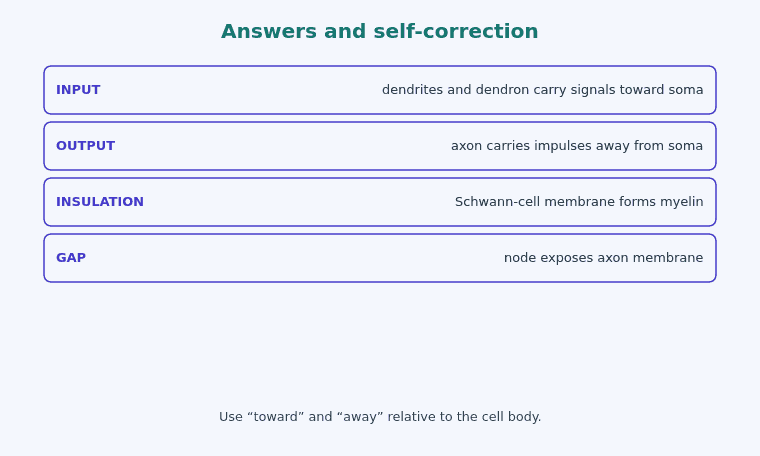 Answers and self-correction
INPUT dendrites and dendron carry signals toward soma
OUTPUT axon carries impulses away from soma
INSULATION Schwann-cell membrane forms myelin
GAP node exposes axon membrane
Use “toward” and “away” relative to the cell body.